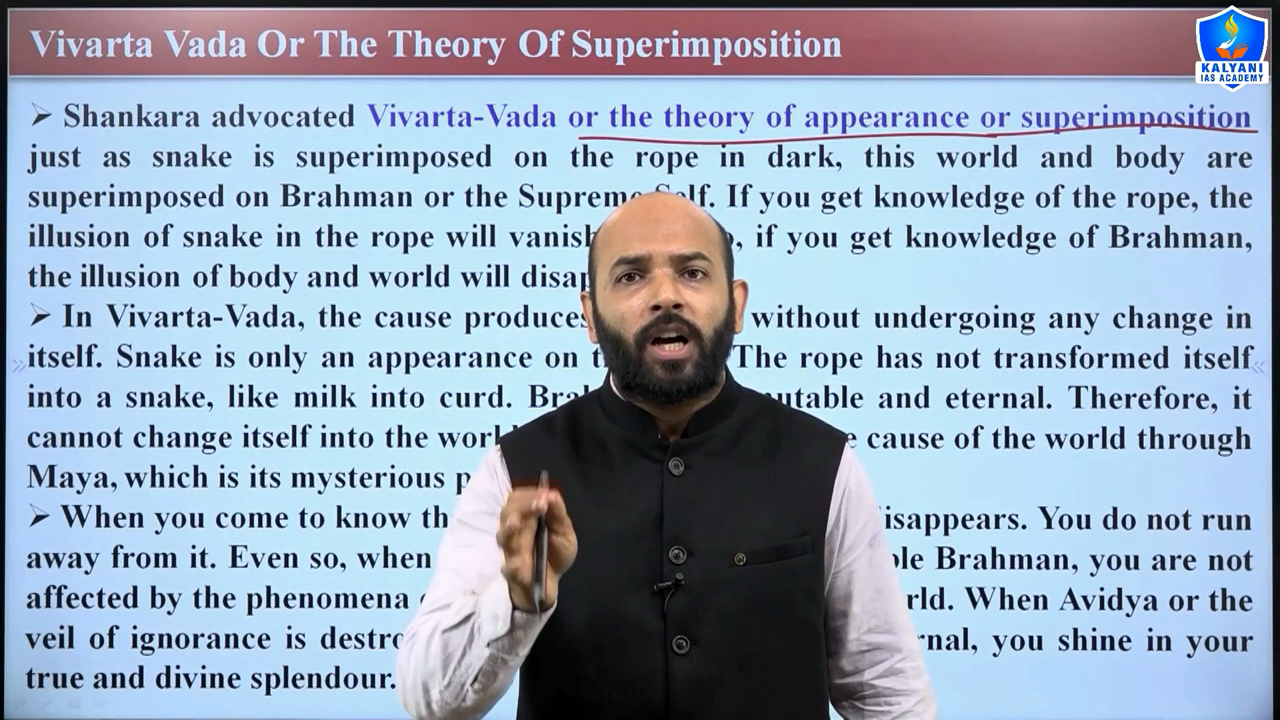 Vivarta Vada Or The Theory Of Superimposition
KALYANI
IAS ACADEMY
➢ Shankara advocated Vivarta-Vada or the theory of appearance or superimposition
just as snake is superimposed on the rope in dark, this world and body are
superimposed on Brahman or the Supreme Self. If you get knowledge of the rope, the
illusion of snake in the rope will vanish if you get knowledge of Brahman,
the illusion of body and world will
➢ In Vivarta-Vada, the cause produces without undergoing any change in
itself. Snake is only an appearance on The rope has not transformed itself
into a snake, like milk into curd. and eternal. Therefore, it
cannot change itself into the cause of the world through
Maya, which is its mysterious
➢ When you come to know You do not run
away from it. Even so, when Brahman, you are not
affected by the phenomena When Avidya or the
veil of ignorance is you shine in your
true and divine splendour.